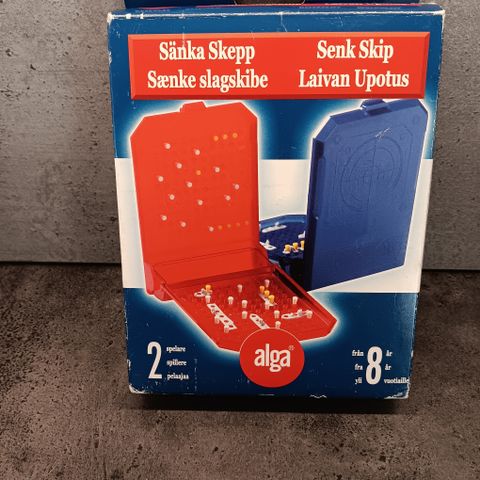 Sänka Skepp
Sænke slagskibe
Senk Skip
Laivan Upotus
2
spelare
spillere
pelaajaa
alga®
från
fra
yli
8
år
år
vuotiaille